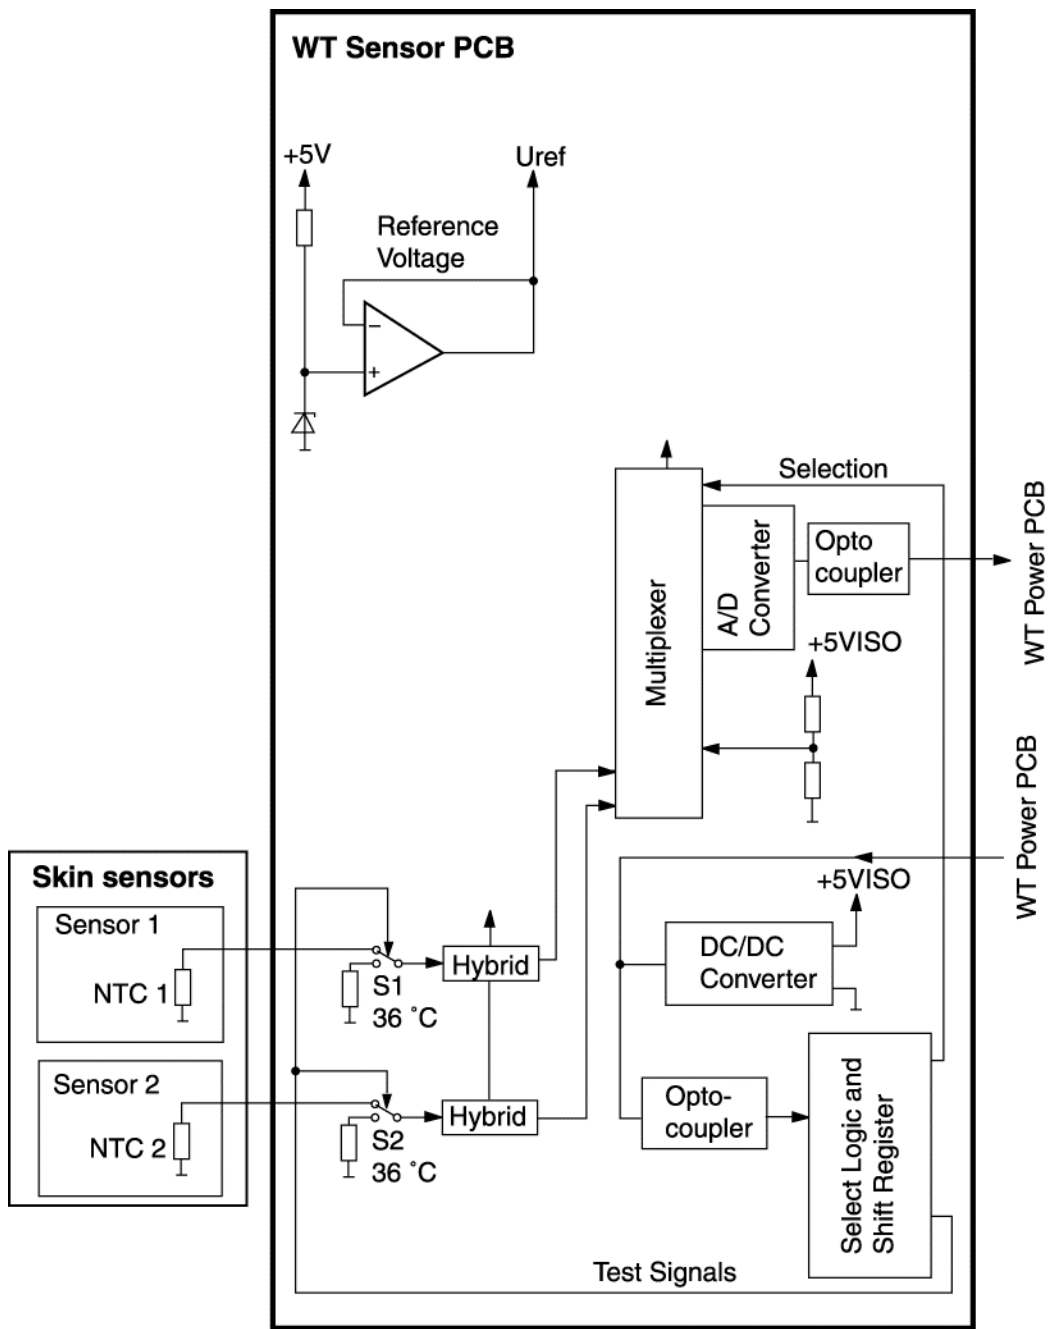 WT Sensor PCB
+5V
Uref
Reference
Voltage
−
+
Selection
Opto
coupler
WT Power PCB
A/D
Converter
Multiplexer
+5VISO
WT Power PCB
+5VISO
Skin sensors
Sensor 1
NTC 1
S1
36 ˚C
Hybrid
DC/DC
Converter
Sensor 2
NTC 2
S2
36 ˚C
Hybrid
Opto-
coupler
Select Logic and
Shift Register
Test Signals